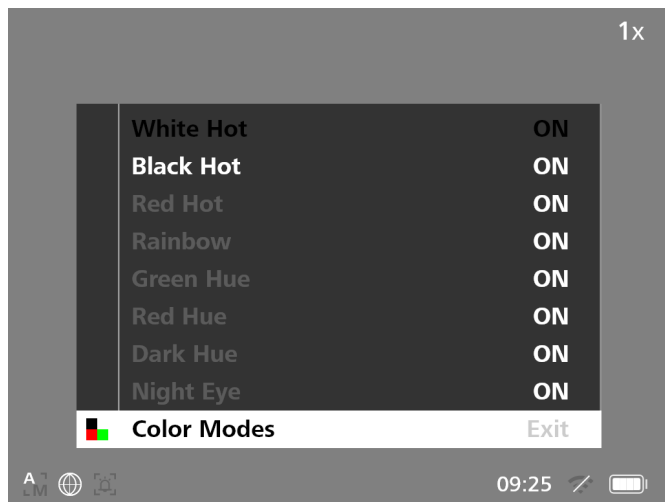 1x
White Hot ON
Black Hot ON
Red Hot ON
Rainbow ON
Green Hue ON
Red Hue ON
Dark Hue ON
Night Eye ON
Color Modes Exit
A
M
09:25